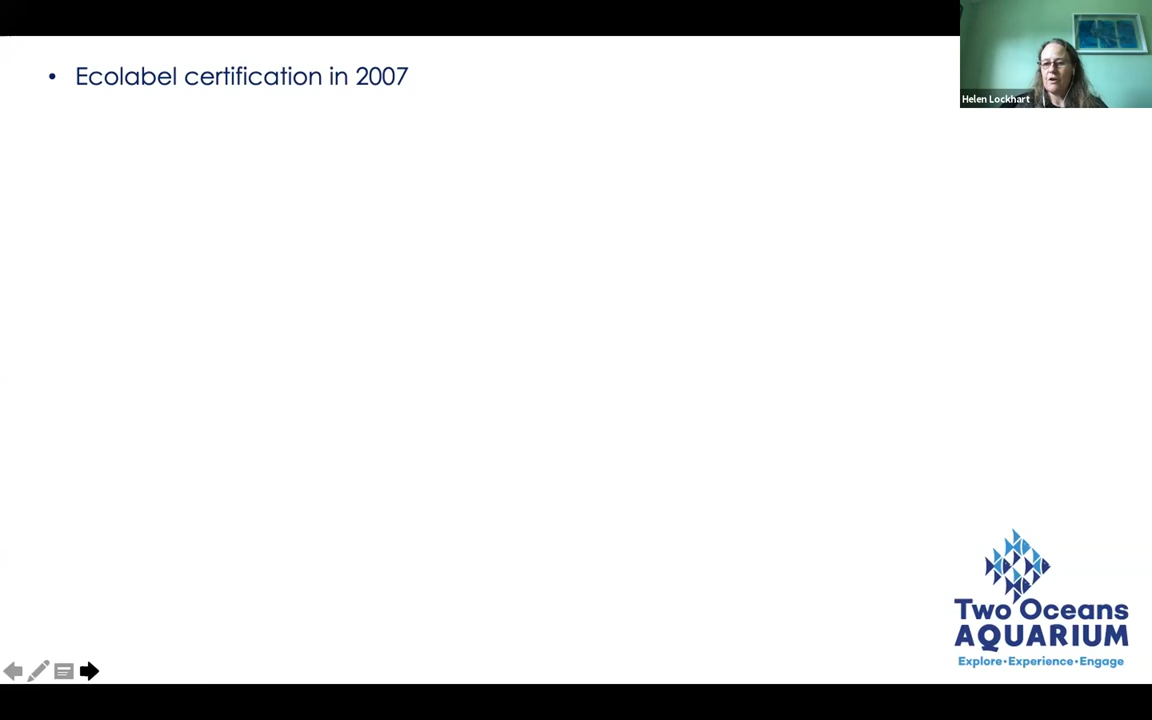 • Ecolabel certification in 2007
Helen Lockhart
Two Oceans
AQUARIUM
Explore•Experience•Engage